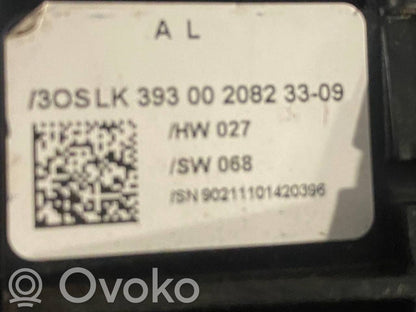 A L
/3OSLK 393 00 2082 33-09
/HW 027
/SW 068
/SN 90211101420396
Ovoko